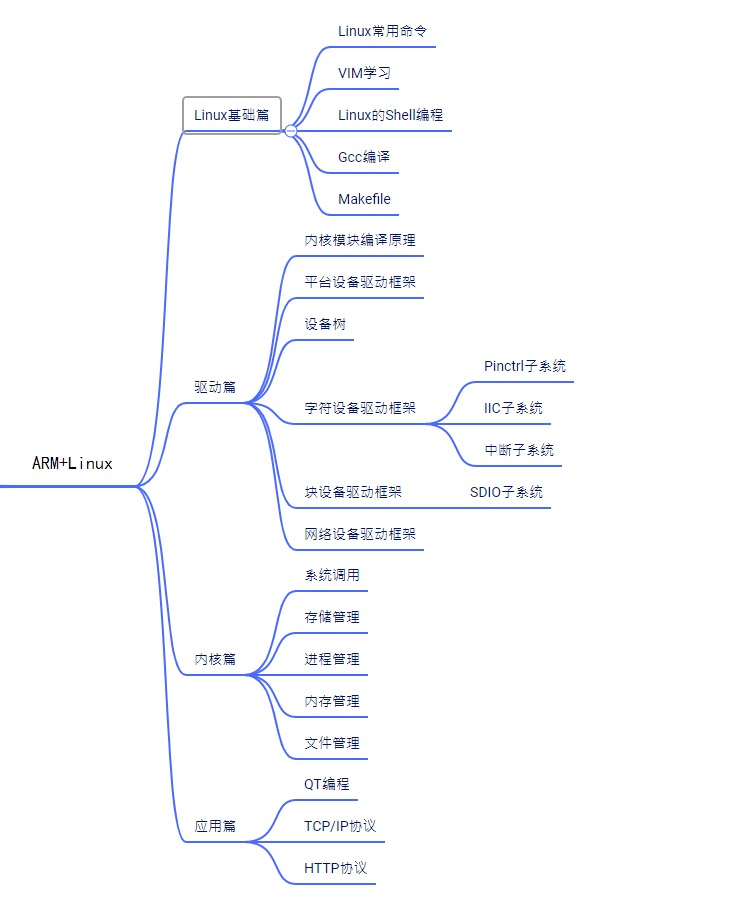 ARM+Linux
Linux基础篇
Linux常用命令
VIM学习
Linux的Shell编程
Gcc编译
Makefile
驱动篇
内核模块编译原理
平台设备驱动框架
设备树
字符设备驱动框架
Pinctrl子系统
IIC子系统
中断子系统
块设备驱动框架
SDIO子系统
网络设备驱动框架
内核篇
系统调用
存储管理
进程管理
内存管理
文件管理
应用篇
QT编程
TCP/IP协议
HTTP协议